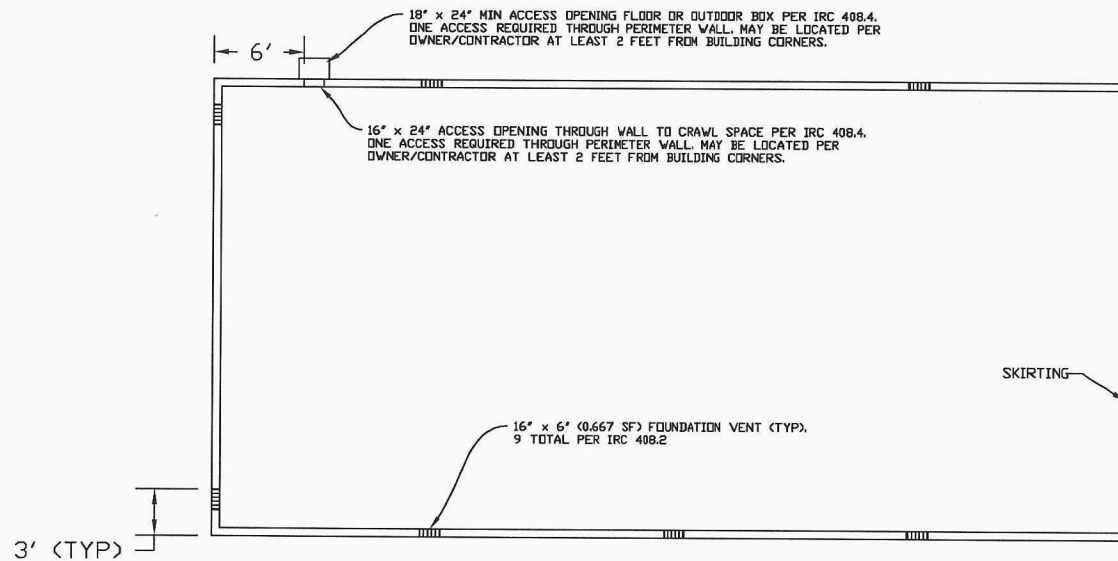 18" x 24" MIN ACCESS OPENING FLOOR OR OUTDOOR BOX PER IRC 408.4.
ONE ACCESS REQUIRED THROUGH PERIMETER WALL. MAY BE LOCATED PER
OWNER/CONTRACTOR AT LEAST 2 FEET FROM BUILDING CORNERS.
6'
16" x 24" ACCESS OPENING THROUGH WALL TO CRAWL SPACE PER IRC 408.4.
ONE ACCESS REQUIRED THROUGH PERIMETER WALL. MAY BE LOCATED PER
OWNER/CONTRACTOR AT LEAST 2 FEET FROM BUILDING CORNERS.
SKIRTING
16" x 6" (0.667 SF) FOUNDATION VENT (TYP),
9 TOTAL PER IRC 408.2
3' (TYP)